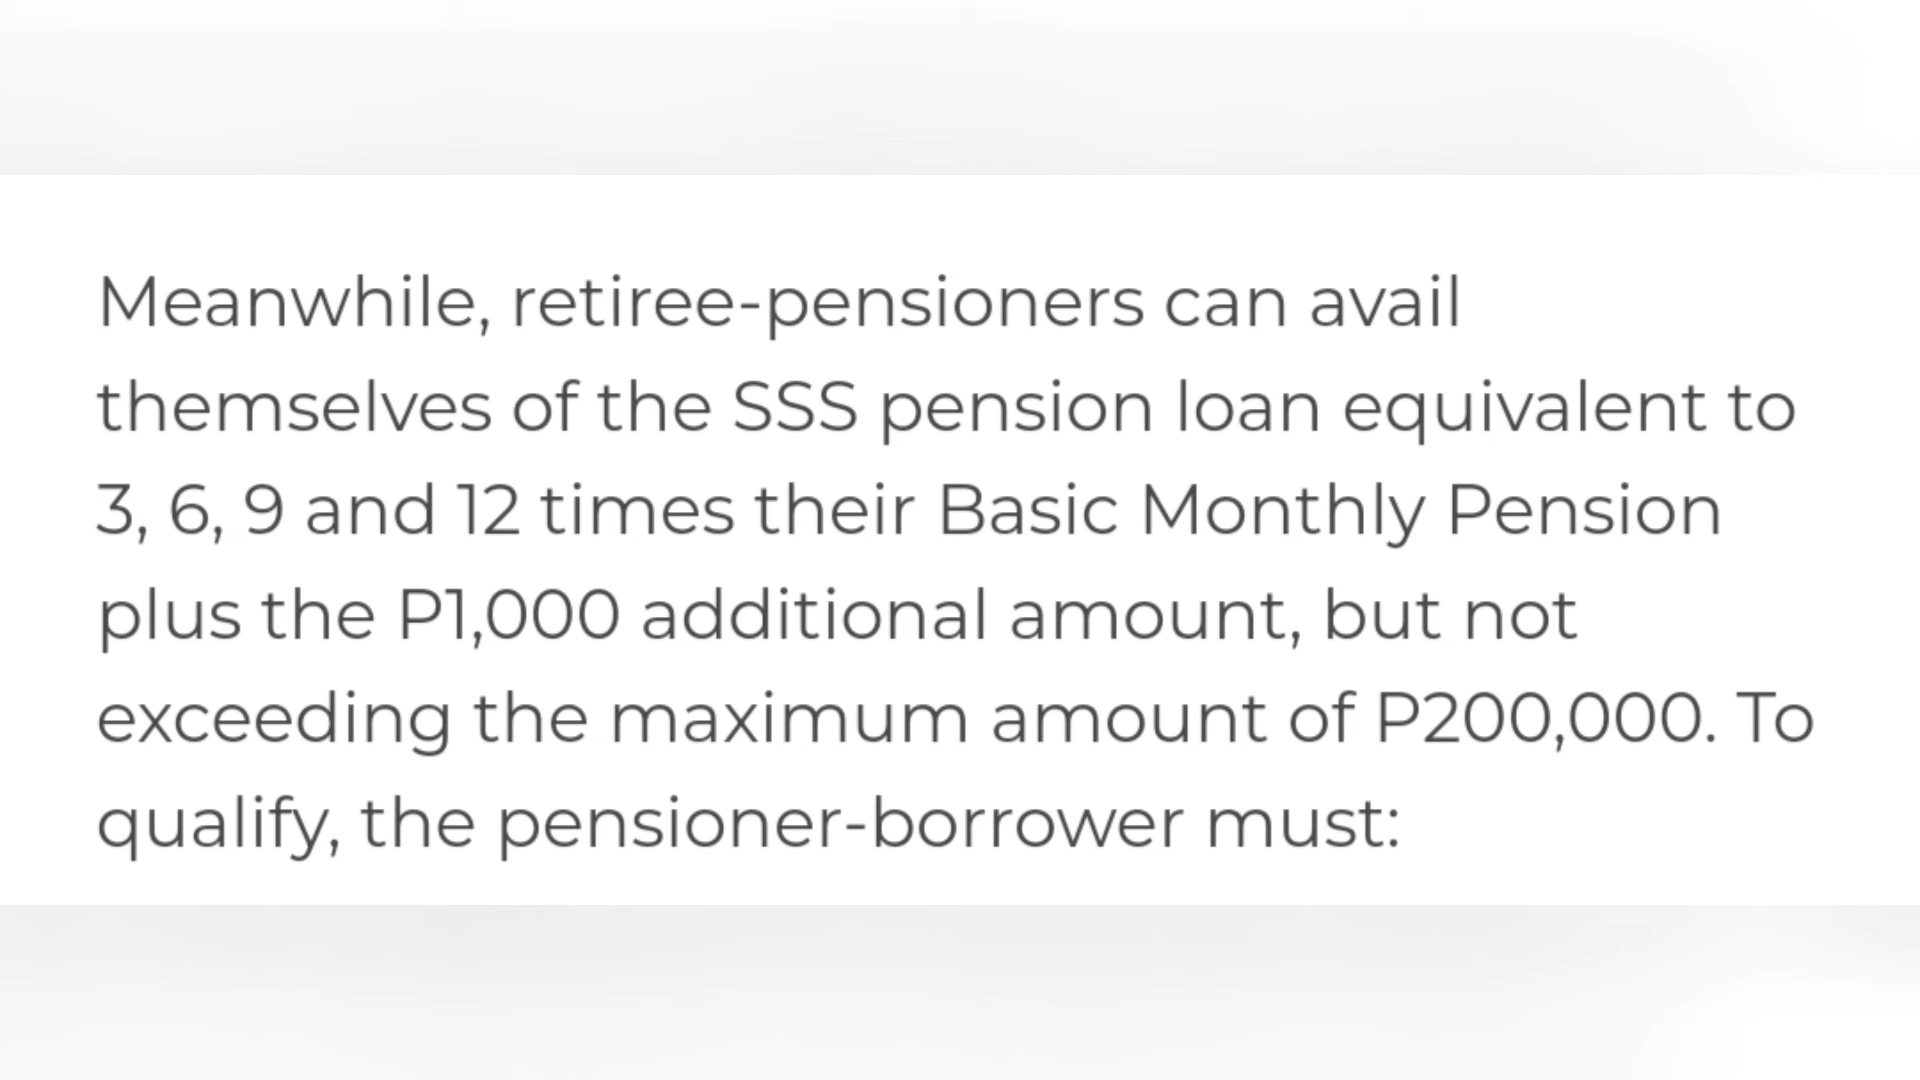 Meanwhile, retiree-pensioners can avail
themselves of the SSS pension loan equivalent to
3, 6, 9 and 12 times their Basic Monthly Pension
plus the P1,000 additional amount, but not
exceeding the maximum amount of P200,000. To
qualify, the pensioner-borrower must: